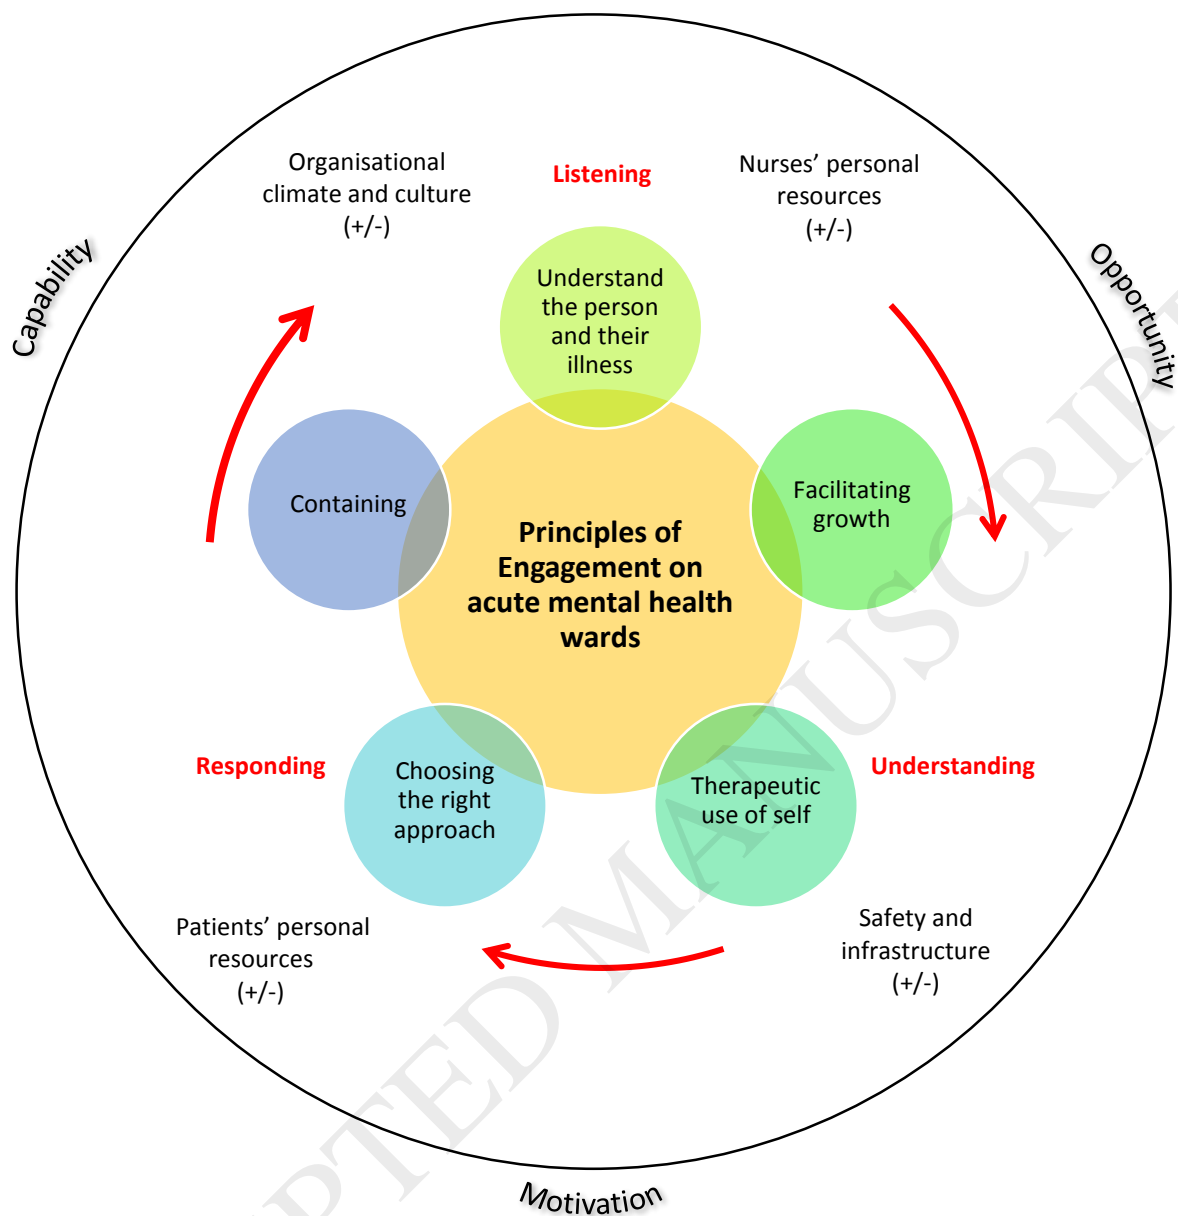 Organisational
climate and culture
(+/-)
Listening
Nurses’ personal
resources
(+/-)
Capability
Opportunity
Understand
the person
and their
illness
Containing
Facilitating
growth
Principles of
Engagement on
acute mental health
wards
Responding
Choosing
the right
approach
Therapeutic
use of self
Understanding
Patients’ personal
resources
(+/-)
Safety and
infrastructure
(+/-)
Motivation
PTED MANUSCRIPT